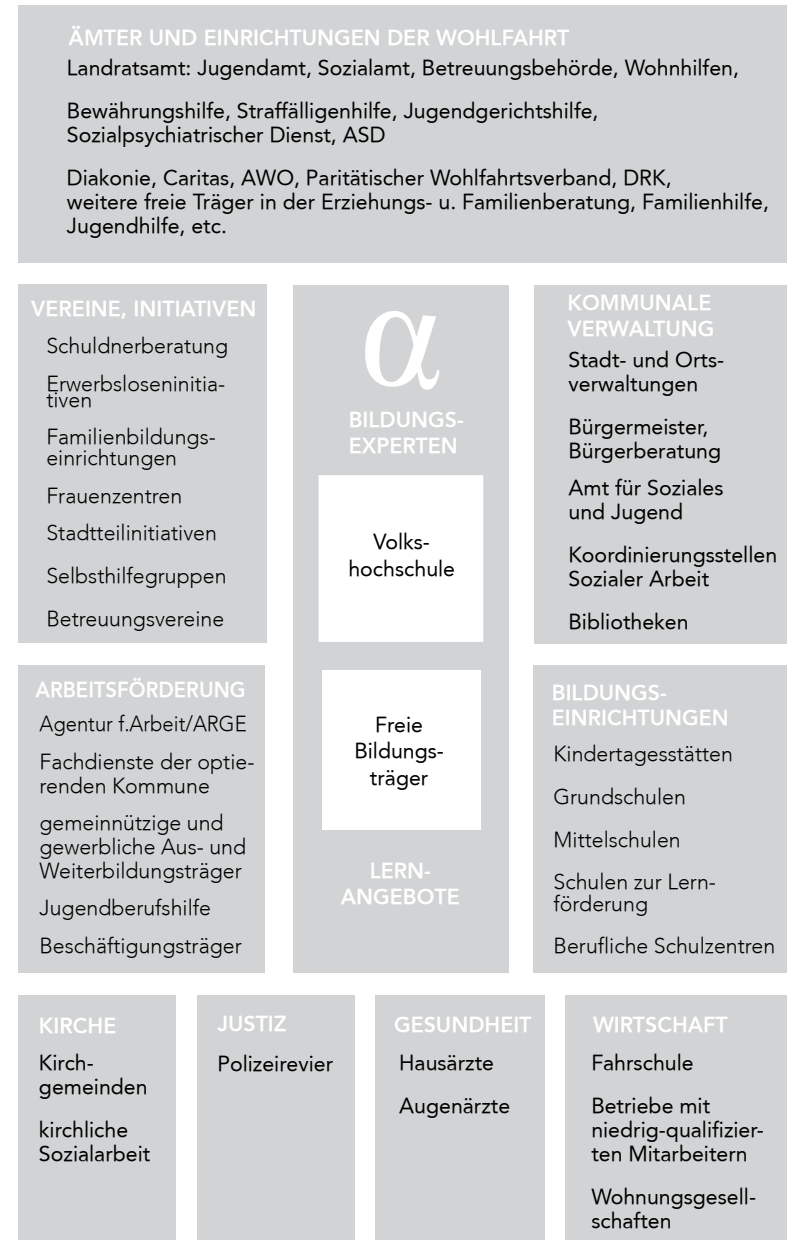 ÄMTER UND EINRICHTUNGEN DER WOHLFAHRT
Landratsamt: Jugendamt, Sozialamt, Betreuungsbehörde, Wohnhilfen,
Bewährungshilfe, Straffälligenhilfe, Jugendgerichtshilfe,
Sozialpsychiatrischer Dienst, ASD
Diakonie, Caritas, AWO, Paritätischer Wohlfahrtsverband, DRK,
weitere freie Träger in der Erziehungs- u. Familienberatung, Familienhilfe,
Jugendhilfe, etc.
VEREINE, INITIATIVEN
Schuldnerberatung
Erwerbsloseninitia-
tiven
Familienbildungs-
einrichtungen
Frauenzentren
Stadtteilinitiativen
Selbsthilfegruppen
Betreuungsvereine
α
BILDUNGS-
EXPERTEN
Volks-
hochschule
Freie
Bildungs-
träger
LERN-
ANGEBOTE
KOMMUNALE
VERWALTUNG
Stadt- und Orts-
verwaltungen
Bürgermeister,
Bürgerberatung
Amt für Soziales
und Jugend
Koordinierungsstellen
Sozialer Arbeit
Bibliotheken
ARBEITSFÖRDERUNG
Agentur f.Arbeit/ARGE
Fachdienste der optie-
renden Kommune
gemeinnützige und
gewerbliche Aus- und
Weiterbildungsträger
Jugendberufshilfe
Beschäftigungsträger
BILDUNGS-
EINRICHTUNGEN
Kindertagesstätten
Grundschulen
Mittelschulen
Schulen zur Lern-
förderung
Berufliche Schulzentren
KIRCHE
Kirch-
gemeinden
kirchliche
Sozialarbeit
JUSTIZ
Polizeirevier
GESUNDHEIT
Hausärzte
Augenärzte
WIRTSCHAFT
Fahrschule
Betriebe mit
niedrig-qualifizier-
ten Mitarbeitern
Wohnungsgesell-
schaften